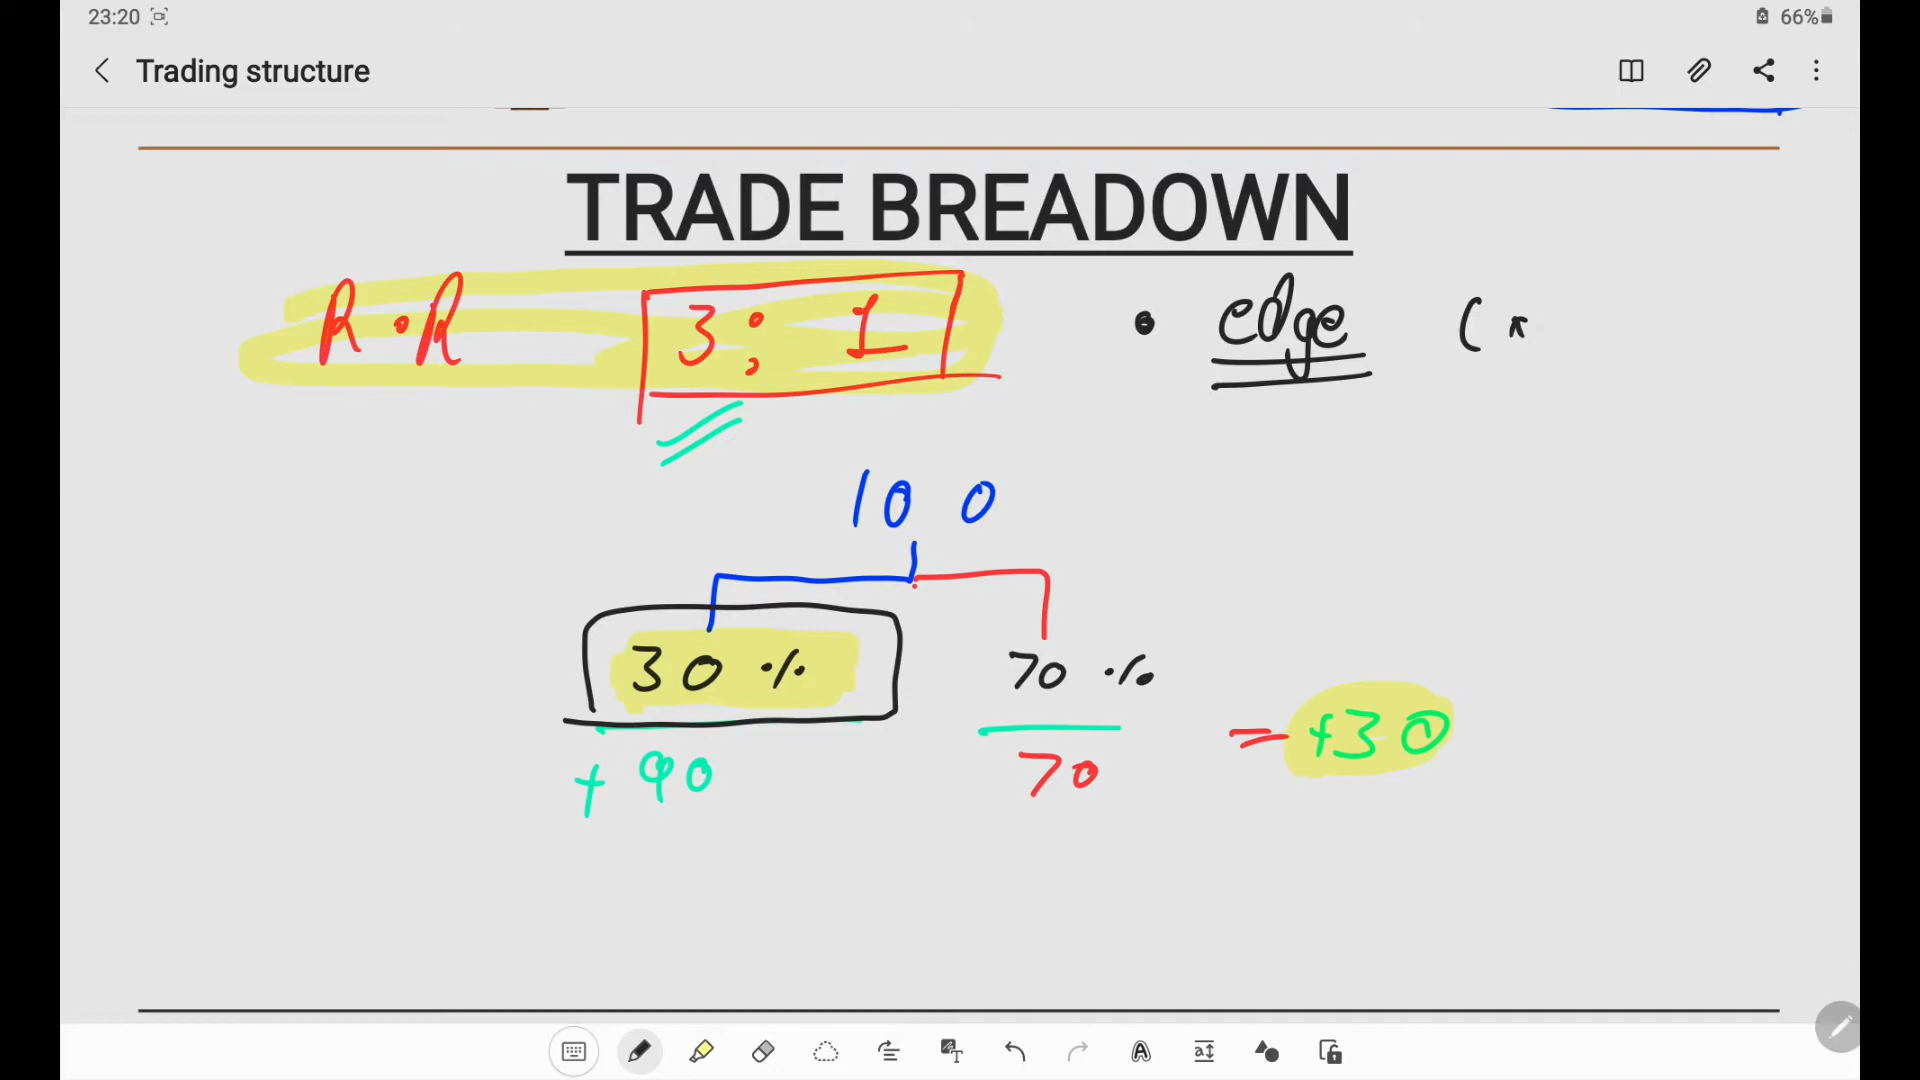 23:20 66%
Trading structure
TRADE BREADOWN
R.R 3:1 • edge (
100
30% 70%
+90 70 = +30